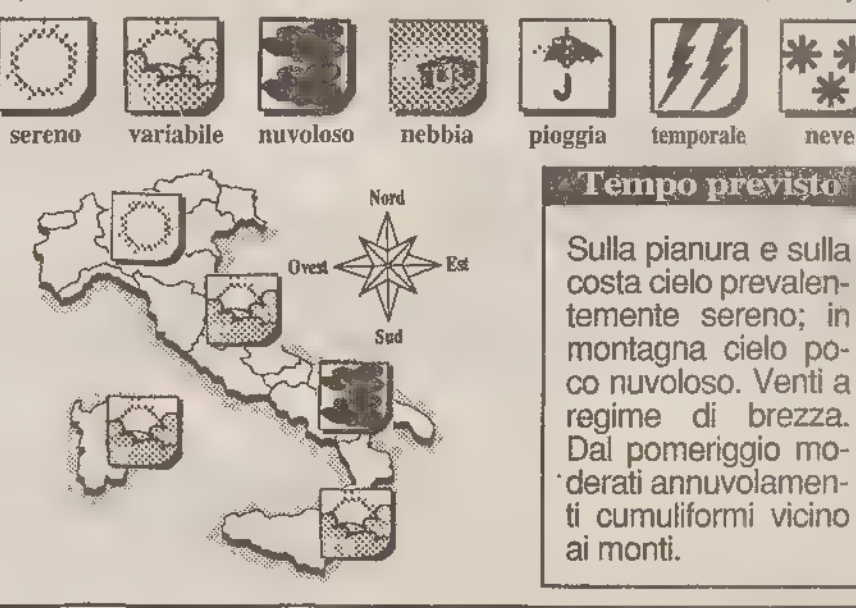 sereno variabile nuvoloso nebbia pioggia temporale neve
Nord
Ovest Est
Sud
Tempo previsto
Sulla pianura e sulla
costa cielo prevalen-
temente sereno; in
montagna cielo po-
co nuvoloso. Venti a
regime di brezza.
Dal pomeriggio mo-
derati annuvolamen-
ti cumuliformi vicino
ai monti.